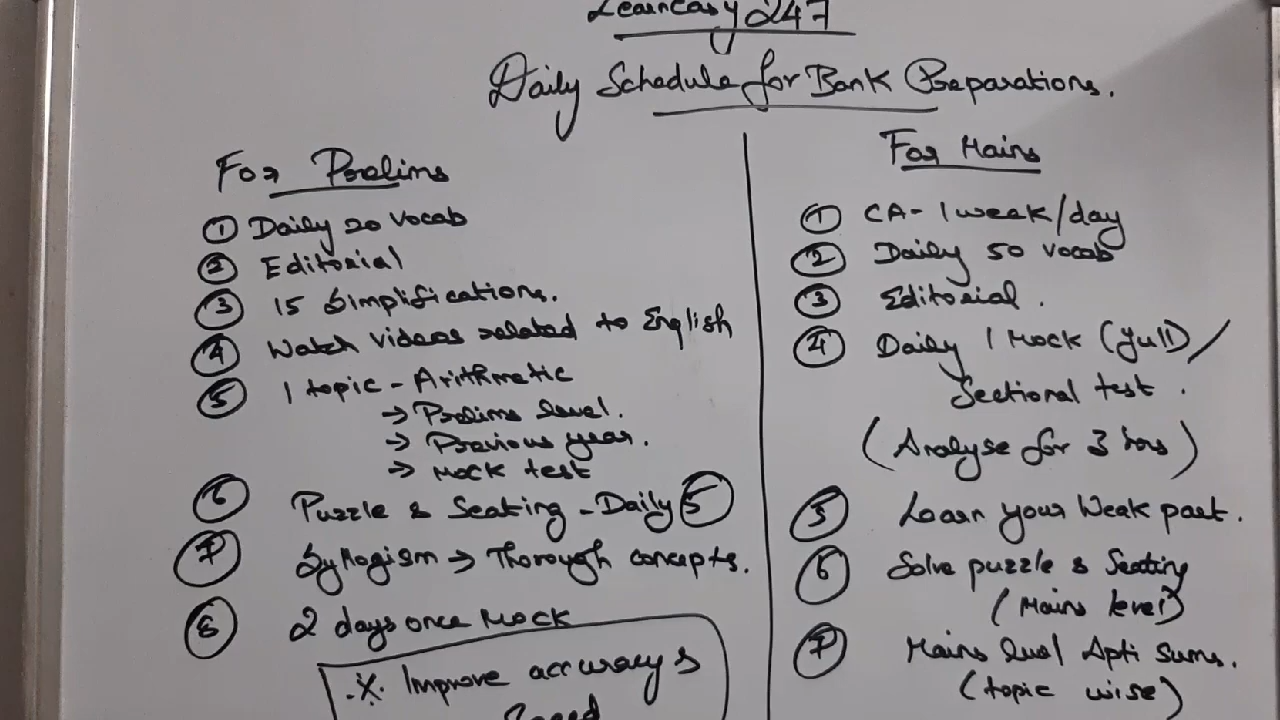 LearnEasy 247
Daily Schedule for Bank Preparations.
For Prelims
① Daily 20 vocab
② Editorial
③ 15 Simplifications.
④ Watch videos related to English
⑤ 1 topic - Arithmetic
→ Prelims level.
→ Previous year.
→ Mock test
⑥ Puzzle & Seating - Daily ⑤
⑦ Syllogism → Thorough concepts.
⑧ 2 days once Mock
※ Improve accuracy &
Speed
For Mains
① CA - 1 week/day
② Daily 50 vocab
③ Editorial.
④ Daily 1 Mock (full) /
Sectional test.
(Analyse for 3 hrs)
⑤ Learn your Weak part.
⑥ Solve puzzle & Seating
(Mains level)
⑦ Mains level Apti sums.
(topic wise)